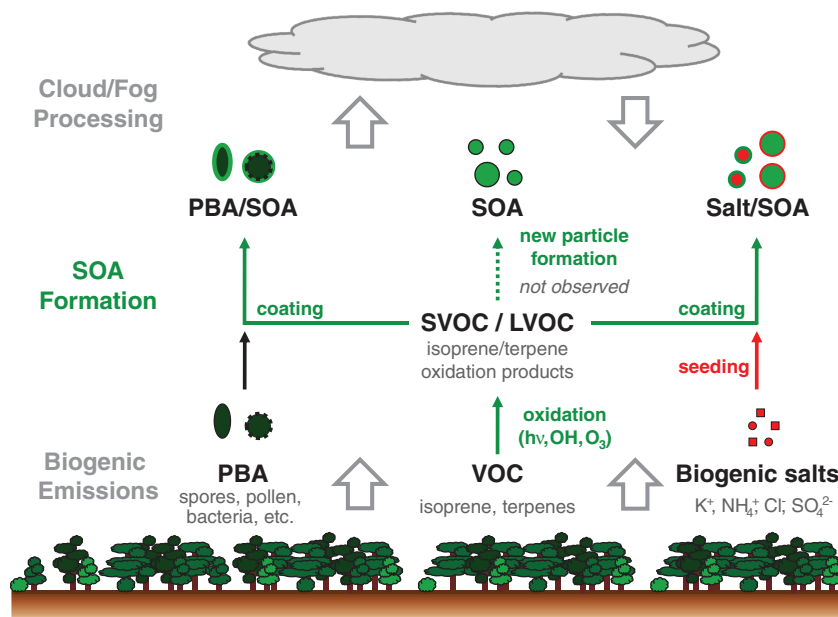 Cloud/Fog
Processing
PBA/SOA
SOA
Salt/SOA
new particle
formation
not observed
SOA
Formation
coating
coating
SVOC / LVOC
isoprene/terpene
oxidation products
seeding
oxidation
(hν,OH, O₃)
Biogenic
Emissions
PBA
spores, pollen,
bacteria, etc.
VOC
isoprene, terpenes
Biogenic salts
K⁺, NH₄⁺ Cl⁻, SO₄²⁻